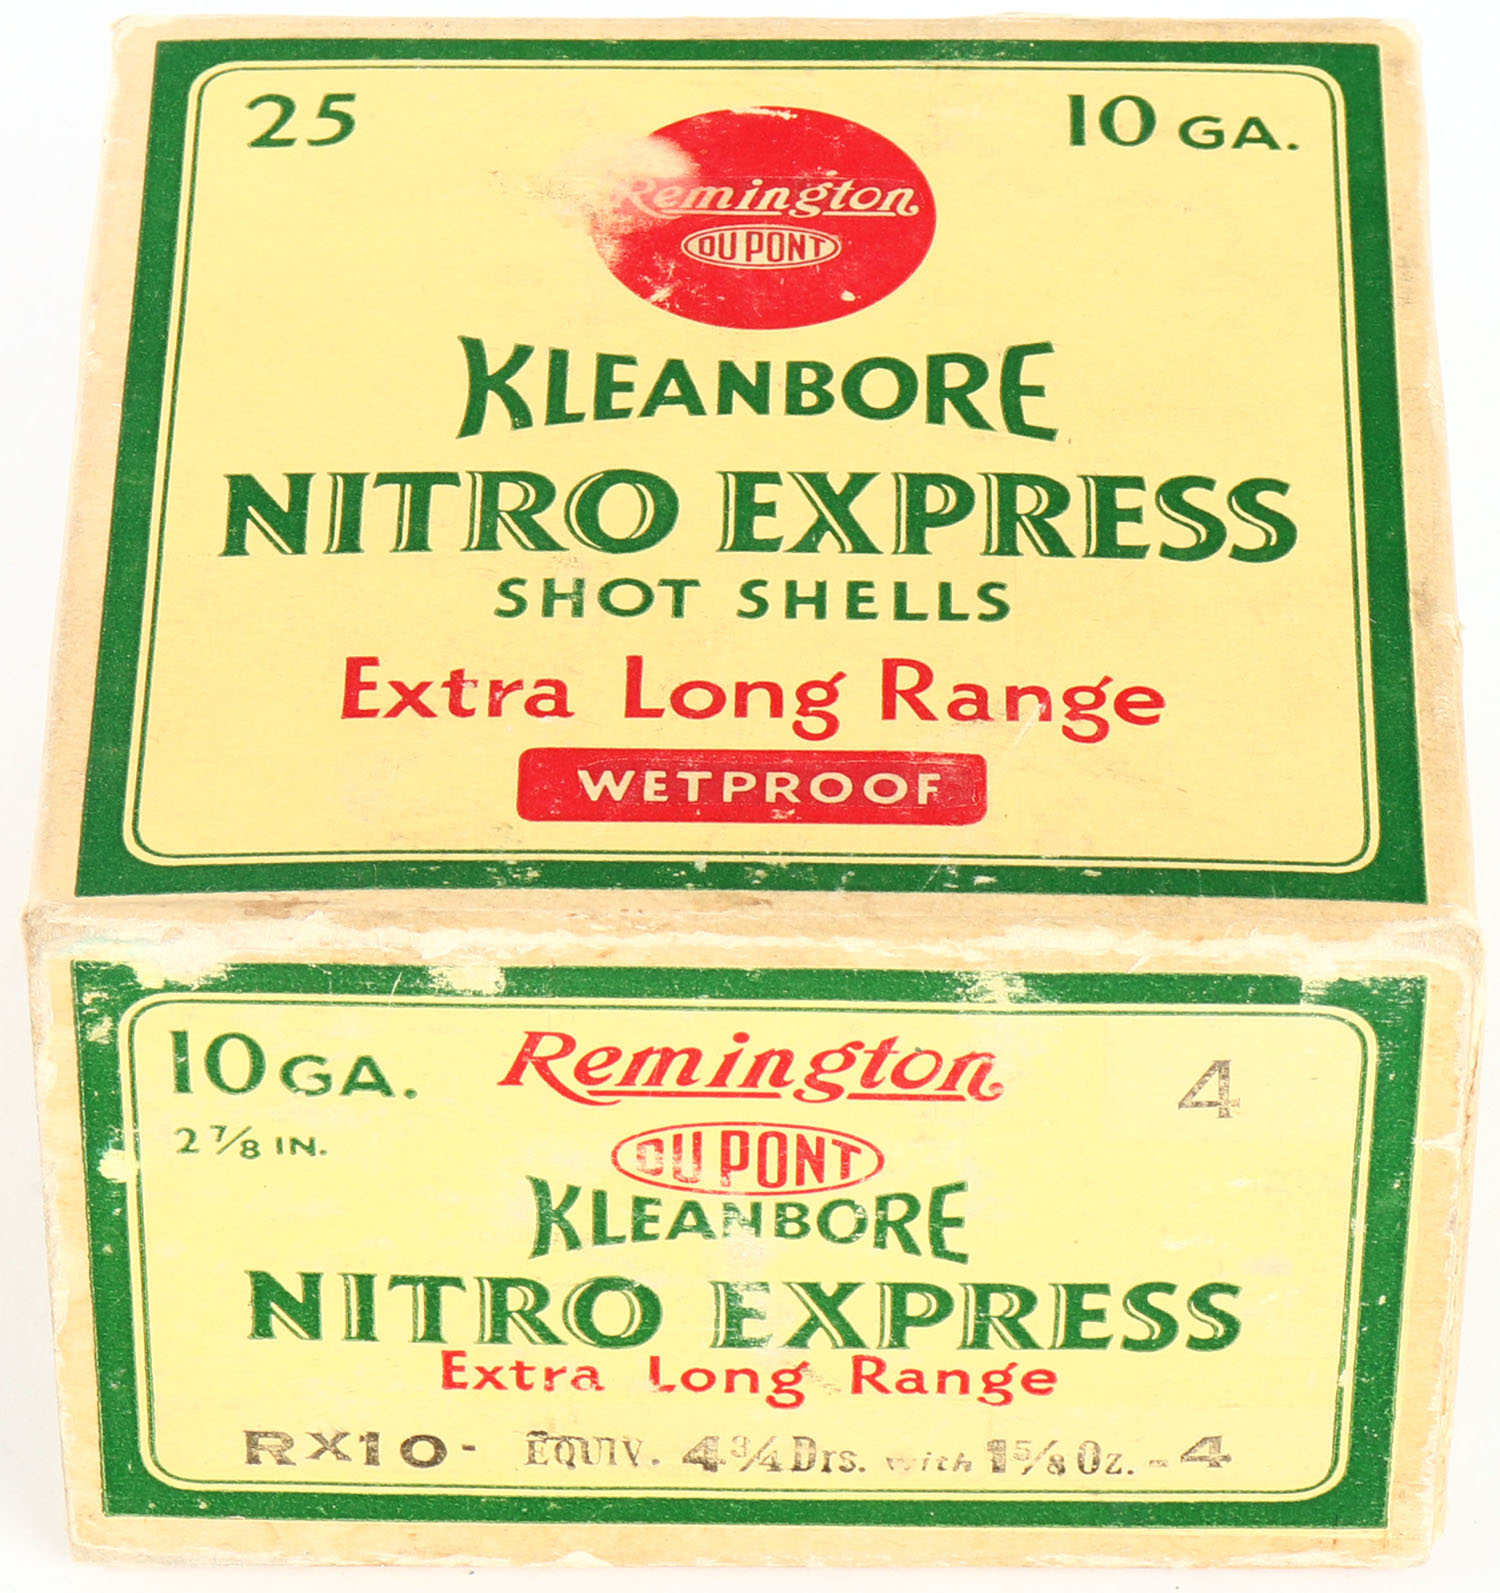 25
10 GA.
Remington
DU PONT
KLEANBORE
NITRO EXPRESS
SHOT SHELLS
Extra Long Range
WETPROOF
10 GA.
Remington
4
2 7/8 IN.
DU PONT
KLEANBORE
NITRO EXPRESS
Extra Long Range
RX10- EQUIV. 4 3/4 Drs. with 1 5/8 Oz. - 4